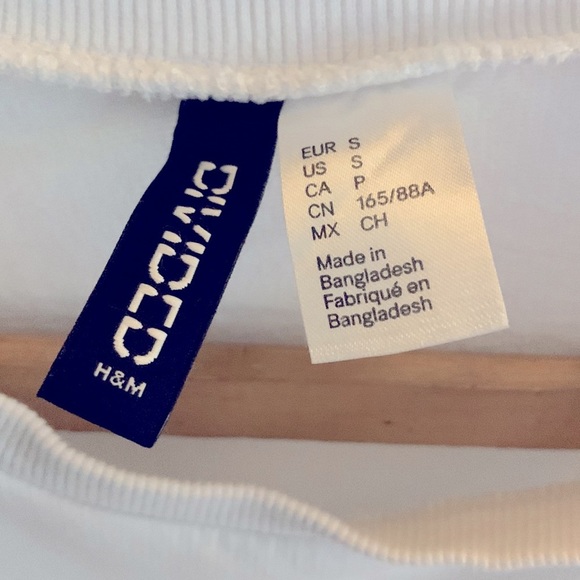 DIVIDED
H&M
EUR S
US S
CA P
CN 165/88A
MX CH
Made in
Bangladesh
Fabriqué en
Bangladesh